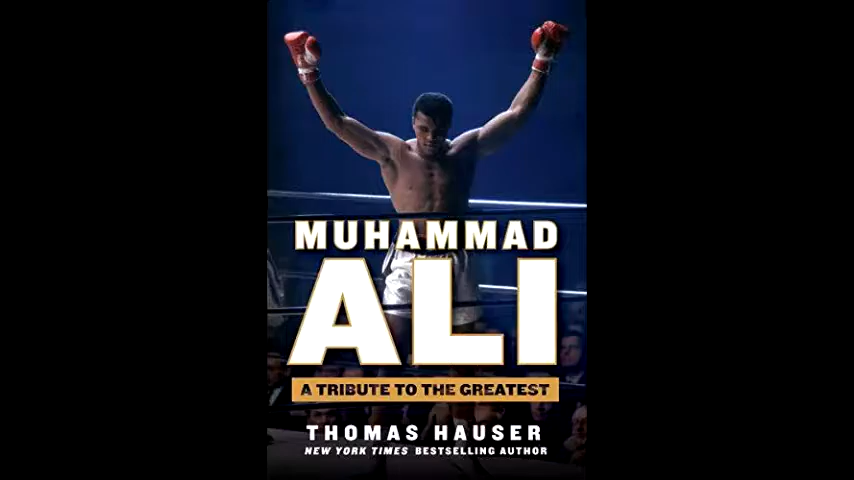 MUHAMMAD
ALI
A TRIBUTE TO THE GREATEST
THOMAS HAUSER
NEW YORK TIMES BESTSELLING AUTHOR